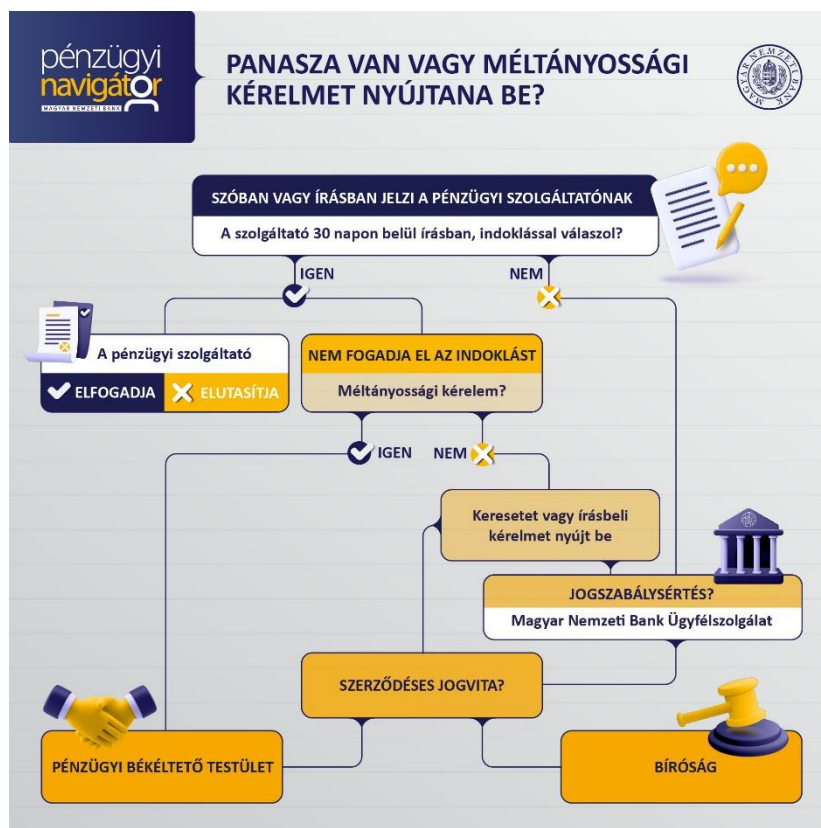 pénzügyi
navigátor
MAGYAR NEMZETI BANK
PANASZA VAN VAGY MÉLTÁNYOSSÁGI
KÉRELMET NYÚJTANA BE?
MAGYAR NEMZETI BANK
SZÓBAN VAGY ÍRÁSBAN JELZI A PÉNZÜGYI SZOLGÁLTATÓNAK
A szolgáltató 30 napon belül írásban, indoklással válaszol?
IGEN
NEM
A pénzügyi szolgáltató
ELFOGADJA
ELUTASÍTJA
NEM FOGADJA EL AZ INDOKLÁST
Méltányossági kérelem?
IGEN
NEM
Keresetet vagy írásbeli
kérelmet nyújt be
JOGSZABÁLYSÉRTÉS?
Magyar Nemzeti Bank Ügyfélszolgálat
SZERZŐDÉSES JOGVITA?
PÉNZÜGYI BÉKÉLTETŐ TESTÜLET
BÍRÓSÁG